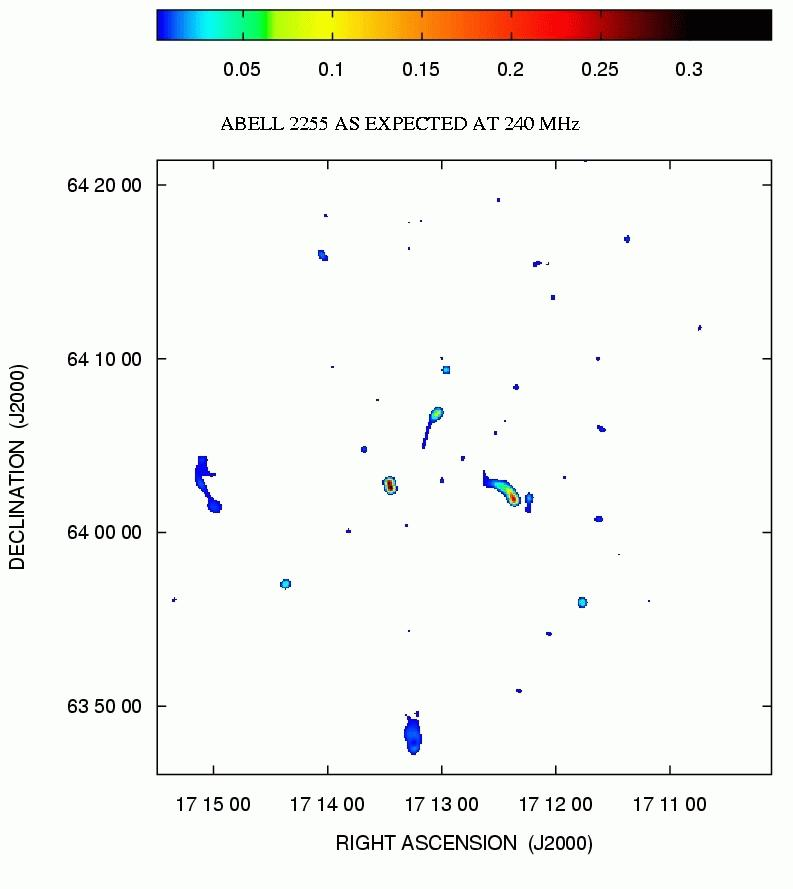 0.05 0.1 0.15 0.2 0.25 0.3
ABELL 2255 AS EXPECTED AT 240 MHz
64 20 00
64 10 00
DECLINATION (J2000)
64 00 00
63 50 00
17 15 00 17 14 00 17 13 00 17 12 00 17 11 00
RIGHT ASCENSION (J2000)